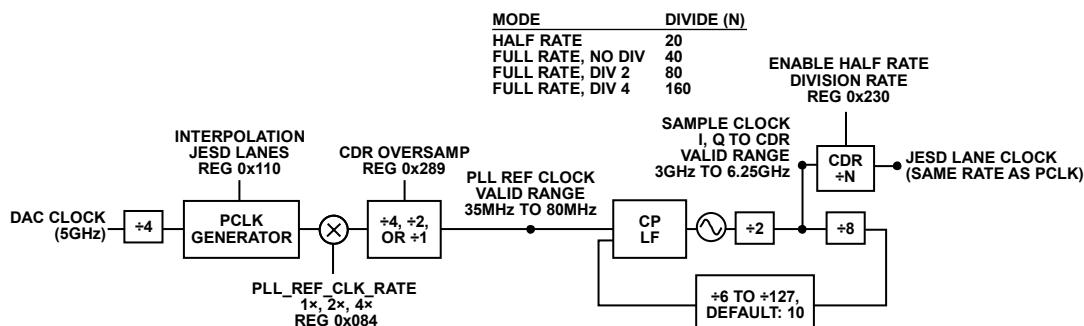 MODE DIVIDE (N)
HALF RATE 20
FULL RATE, NO DIV 40
FULL RATE, DIV 2 80
FULL RATE, DIV 4 160
ENABLE HALF RATE
DIVISION RATE
REG 0x230
INTERPOLATION
JESD LANES
REG 0x110
CDR OVERSAMP
REG 0x289
PLL REF CLOCK
VALID RANGE
35MHz TO 80MHz
SAMPLE CLOCK
I, Q TO CDR
VALID RANGE
3GHz TO 6.25GHz
CDR
÷N
JESD LANE CLOCK
(SAME RATE AS PCLK)
DAC CLOCK
(5GHz)
÷4
PCLK
GENERATOR
÷4, ÷2,
OR ÷1
CP
LF
÷2
÷8
PLL_REF_CLK_RATE
1×, 2×, 4×
REG 0x084
÷6 TO ÷127,
DEFAULT: 10